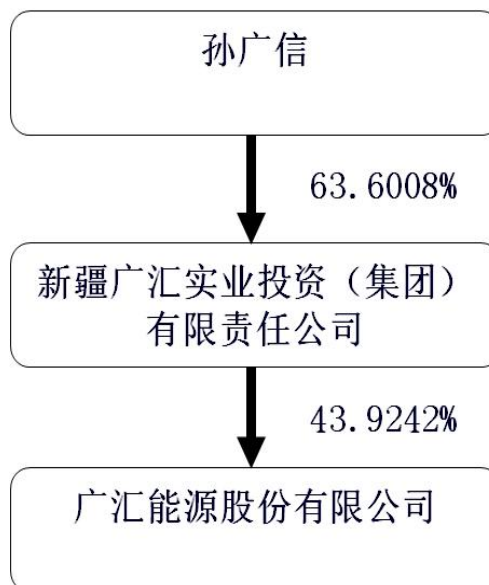 孙广信
63.6008%
新疆广汇实业投资（集团）
有限责任公司
43.9242%
广汇能源股份有限公司